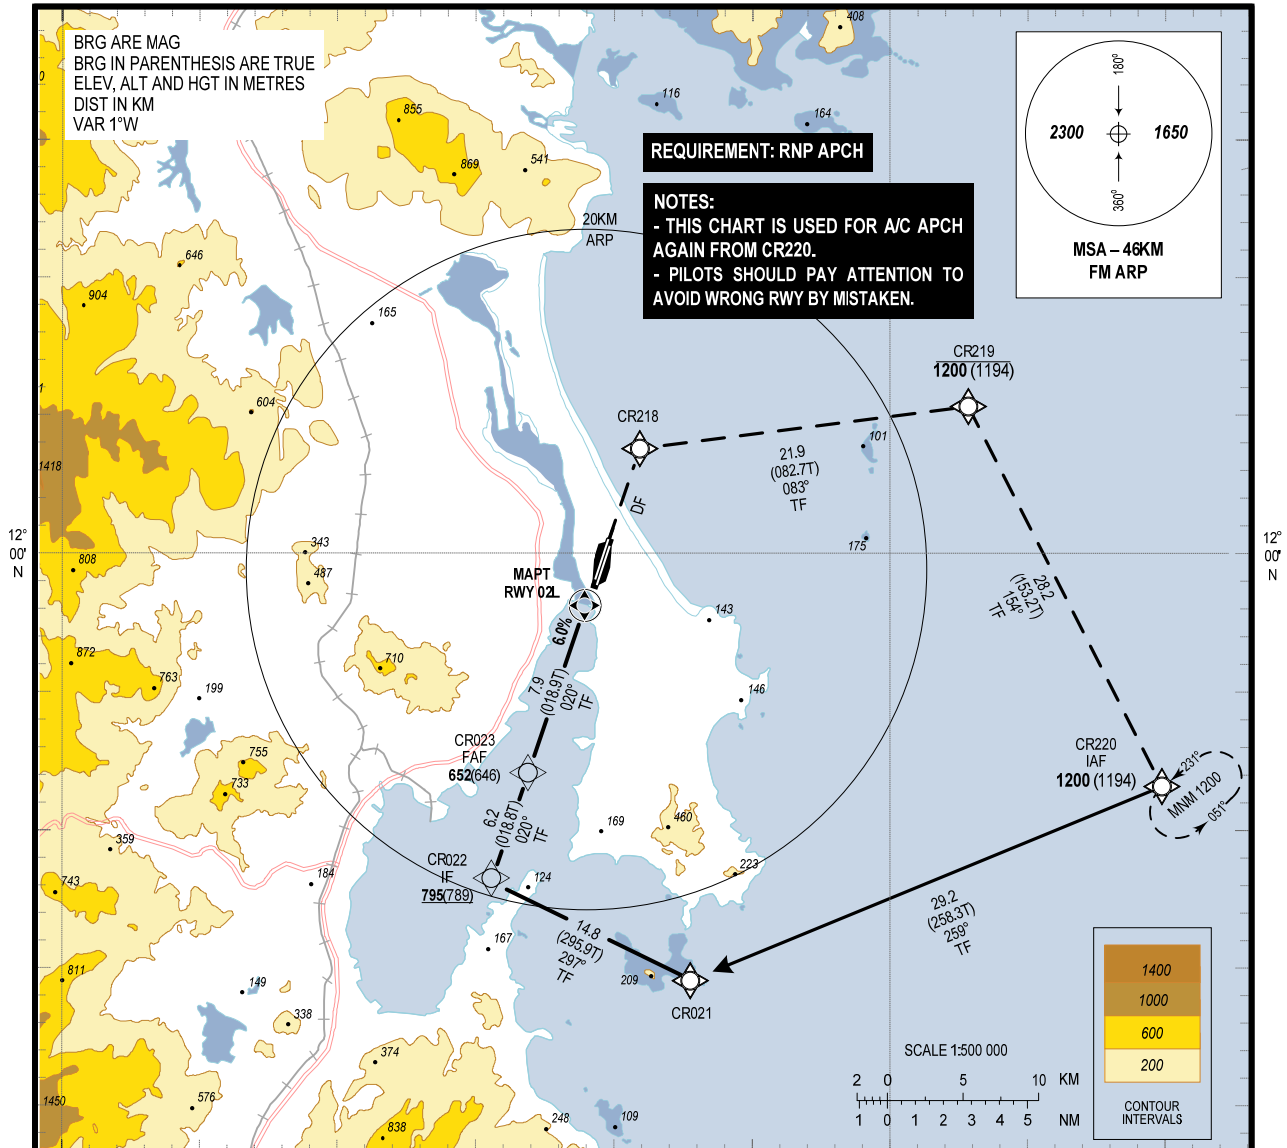 BRG ARE MAG
BRG IN PARENTHESIS ARE TRUE
ELEV, ALT AND HGT IN METRES
DIST IN KM
VAR 1°W
REQUIREMENT: RNP APCH
NOTES:
- THIS CHART IS USED FOR A/C APCH
AGAIN FROM CR220.
- PILOTS SHOULD PAY ATTENTION TO
AVOID WRONG RWY BY MISTAKEN.
180°
2300
1650
360°
MSA – 46KM
FM ARP
408
116
164
855
869
541
20KM
ARP
646
904
165
604
1418
CR219
1200 (1194)
CR218
101
21.9
(082.7T)
083°
TF
DF
175
12°
00'
N
12°
00'
N
343
487
808
MAPT
RWY 02L
6.0%
143
28.2
(153.2T)
154°
TF
872
763
710
199
146
7.9
(018.9T)
020°
TF
CR023
FAF
652(646)
755
733
CR220
IAF
1200 (1194)
231°
MNM 1200
051°
6.2
(018.8T)
020°
TF
169
460
359
743
184
CR022
IF
795(789)
124
223
29.2
(258.3T)
259°
TF
14.8
(295.9T)
297°
TF
167
209
CR021
811
149
338
374
1450
576
838
248
109
SCALE 1:500 000
2 0 5 10 KM
1 0 1 2 3 4 5 NM
1400
1000
600
200
CONTOUR
INTERVALS